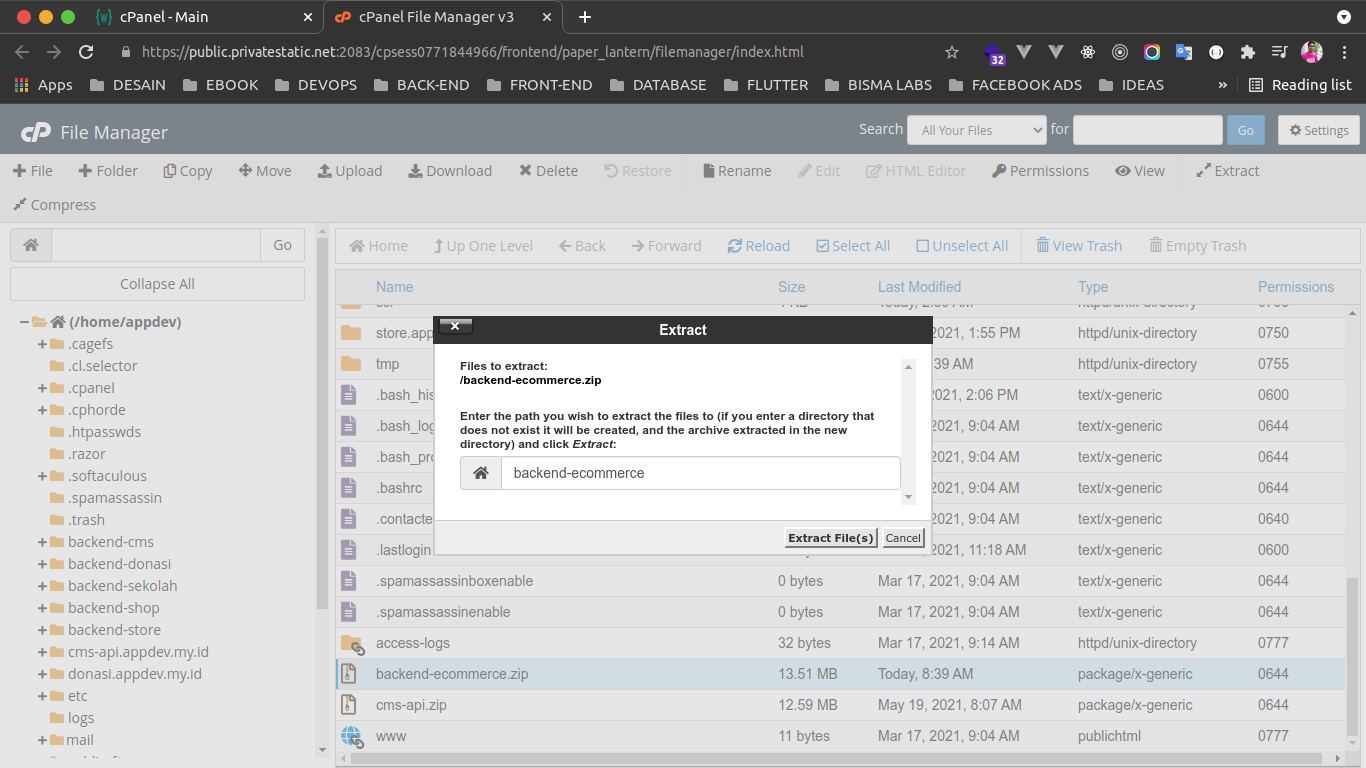 cPanel - Main
cPanel File Manager v3
https://public.privatestatic.net:2083/cpsess0771844966/frontend/paper_lantern/filemanager/index.html
32
Apps DESAIN EBOOK DEVOPS BACK-END FRONT-END DATABASE FLUTTER BISMA LABS FACEBOOK ADS IDEAS » Reading list
cP File Manager
Search All Your Files for Go Settings
File Folder Copy Move Upload Download Delete Restore Rename Edit HTML Editor Permissions View Extract
Compress
Go
Collapse All
(/home/appdev)
.cagefs
.cl.selector
.cpanel
.cphorde
.htpasswds
.razor
.softaculous
.spamassassin
.trash
backend-cms
backend-donasi
backend-sekolah
backend-shop
backend-store
cms-api.appdev.my.id
donasi.appdev.my.id
etc
logs
mail
Home Up One Level Back Forward Reload Select All Unselect All View Trash Empty Trash
Name Size Last Modified Type Permissions
store.app 2021, 1:55 PM httpd/unix-directory 0750
tmp 39 AM httpd/unix-directory 0755
.bash_his 2021, 2:06 PM text/x-generic 0600
.bash_log 2021, 9:04 AM text/x-generic 0644
.bash_pro 2021, 9:04 AM text/x-generic 0644
.bashrc 2021, 9:04 AM text/x-generic 0644
.contacte 2021, 9:04 AM text/x-generic 0640
.lastlogin 2021, 11:18 AM text/x-generic 0600
.spamassassinboxenable 0 bytes Mar 17, 2021, 9:04 AM text/x-generic 0644
.spamassassinenable 0 bytes Mar 17, 2021, 9:04 AM text/x-generic 0644
access-logs 32 bytes Mar 17, 2021, 9:14 AM httpd/unix-directory 0777
backend-ecommerce.zip 13.51 MB Today, 8:39 AM package/x-generic 0644
cms-api.zip 12.59 MB May 19, 2021, 8:07 AM package/x-generic 0644
www 11 bytes Mar 17, 2021, 9:04 AM publichtml 0777
Extract
Files to extract:
/backend-ecommerce.zip
Enter the path you wish to extract the files to (if you enter a directory that
does not exist it will be created, and the archive extracted in the new
directory) and click Extract:
backend-ecommerce
Extract File(s) Cancel